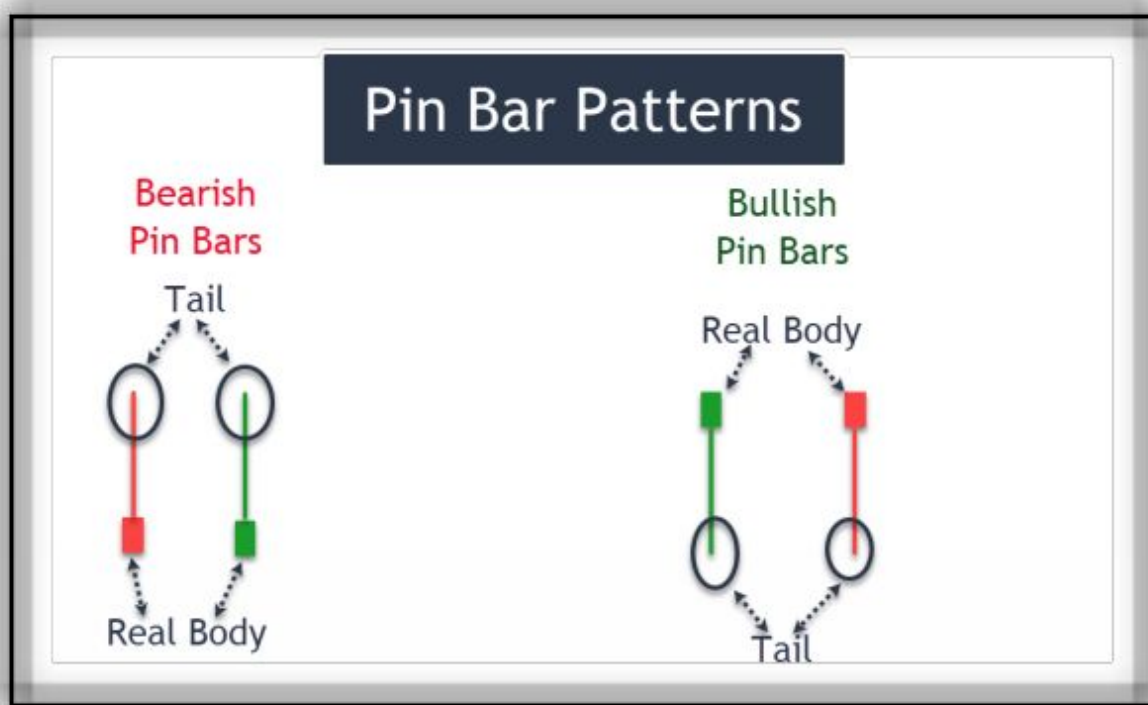 Pin Bar Patterns
Bearish
Pin Bars
Tail
Real Body
Bullish
Pin Bars
Real Body
Tail